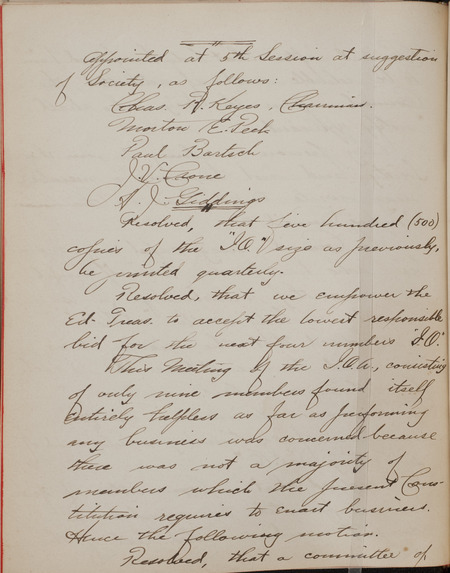 appointed at 5th Session at suggestion
of Society, as follows:
Chas. R. Keyes, Chairman.
Morton E. Peck
Paul Bartsch
J. V. Crone
J. Giddings
Resolved, that five hundred (500)
copies of the "I.O." size as previously,
be printed quarterly.
Resolved, that we empower the
Ed. Treas. to accept the lowest responsible
bid for the next four numbers "I.O."
This Meeting of the I.O.A., consisting
of only nine members found itself
entirely helpless as far as performing
any business was concerned because
there was not a majority of
members which the present Cons-
titution requires to enact business.
Hence the following motion.
Resolved, that a committee of